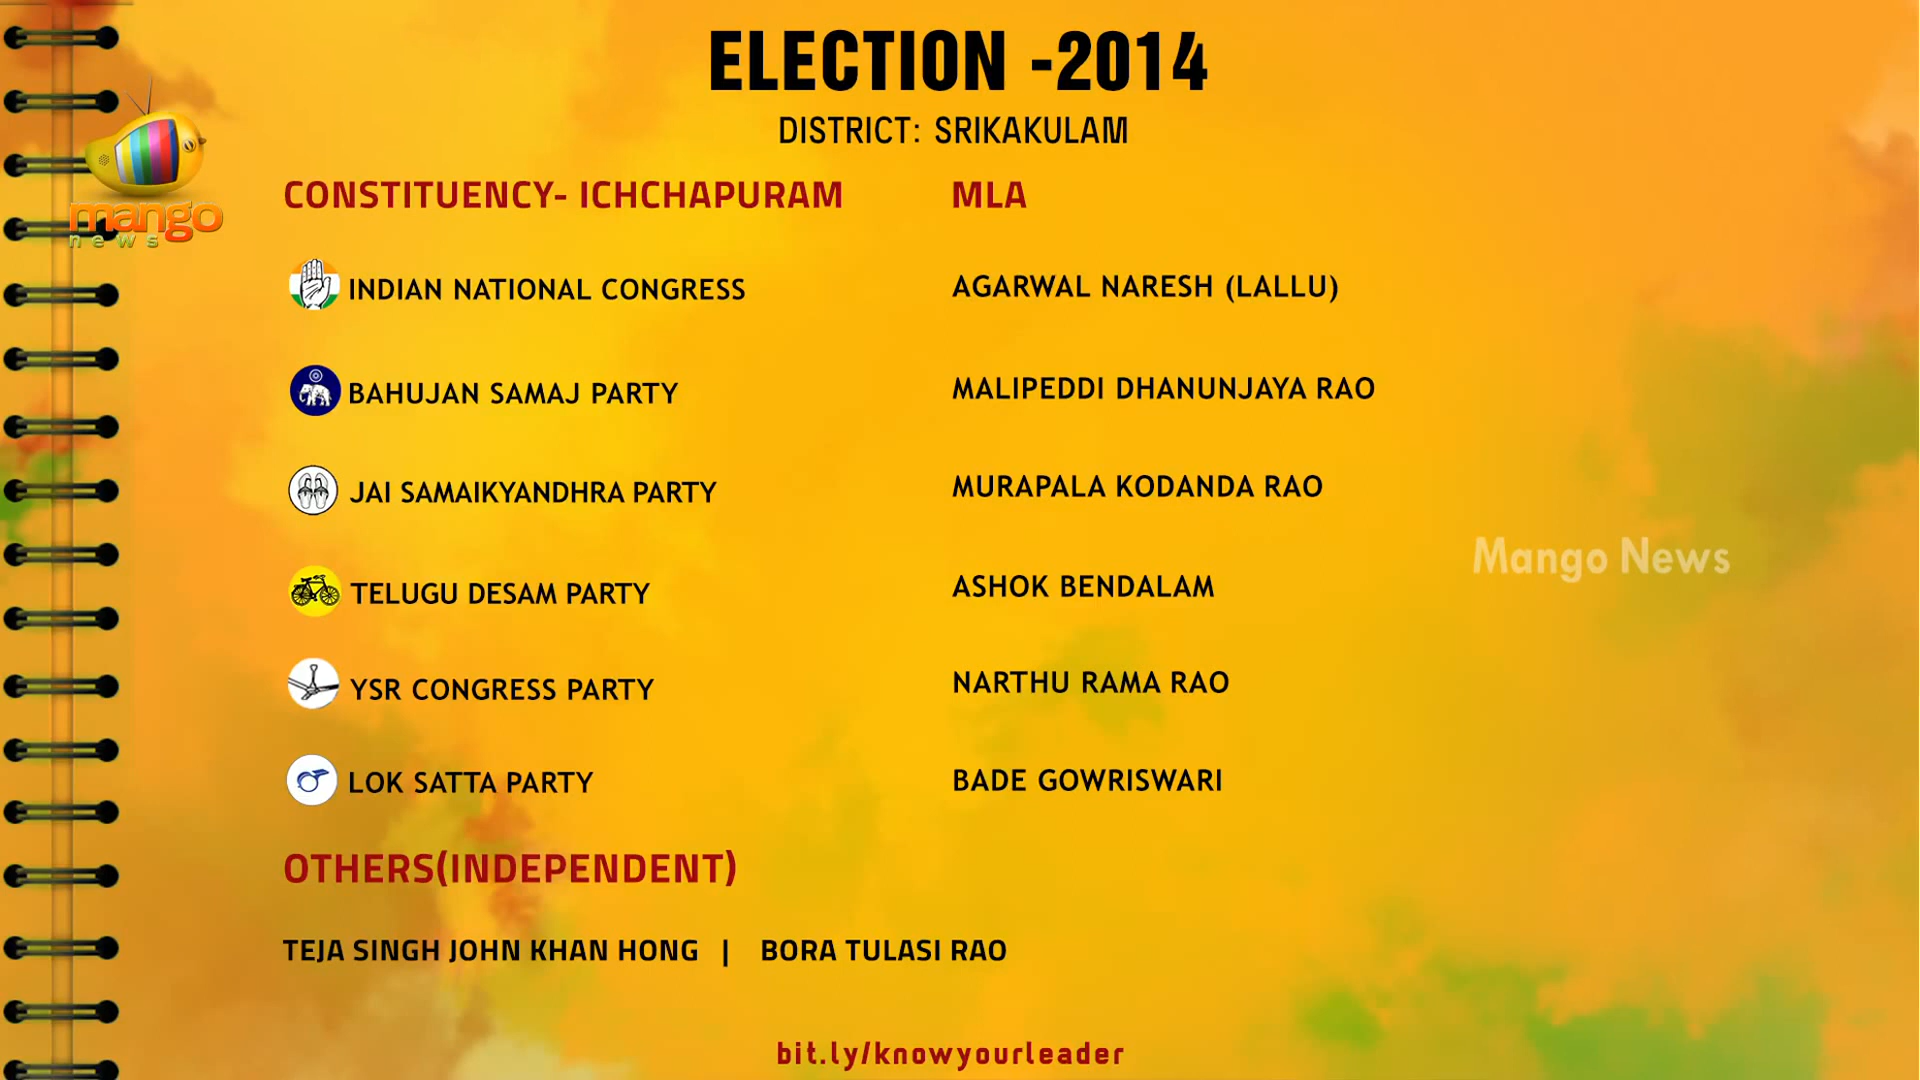 ELECTION -2014
DISTRICT: SRIKAKULAM
mango
news
CONSTITUENCY- ICHCHAPURAM MLA
INDIAN NATIONAL CONGRESS AGARWAL NARESH (LALLU)
BAHUJAN SAMAJ PARTY MALIPEDDI DHANUNJAYA RAO
JAI SAMAIKYANDHRA PARTY MURAPALA KODANDA RAO
Mango News
TELUGU DESAM PARTY ASHOK BENDALAM
YSR CONGRESS PARTY NARTHU RAMA RAO
LOK SATTA PARTY BADE GOWRISWARI
OTHERS(INDEPENDENT)
TEJA SINGH JOHN KHAN HONG | BORA TULASI RAO
bit.ly/knowyourleader